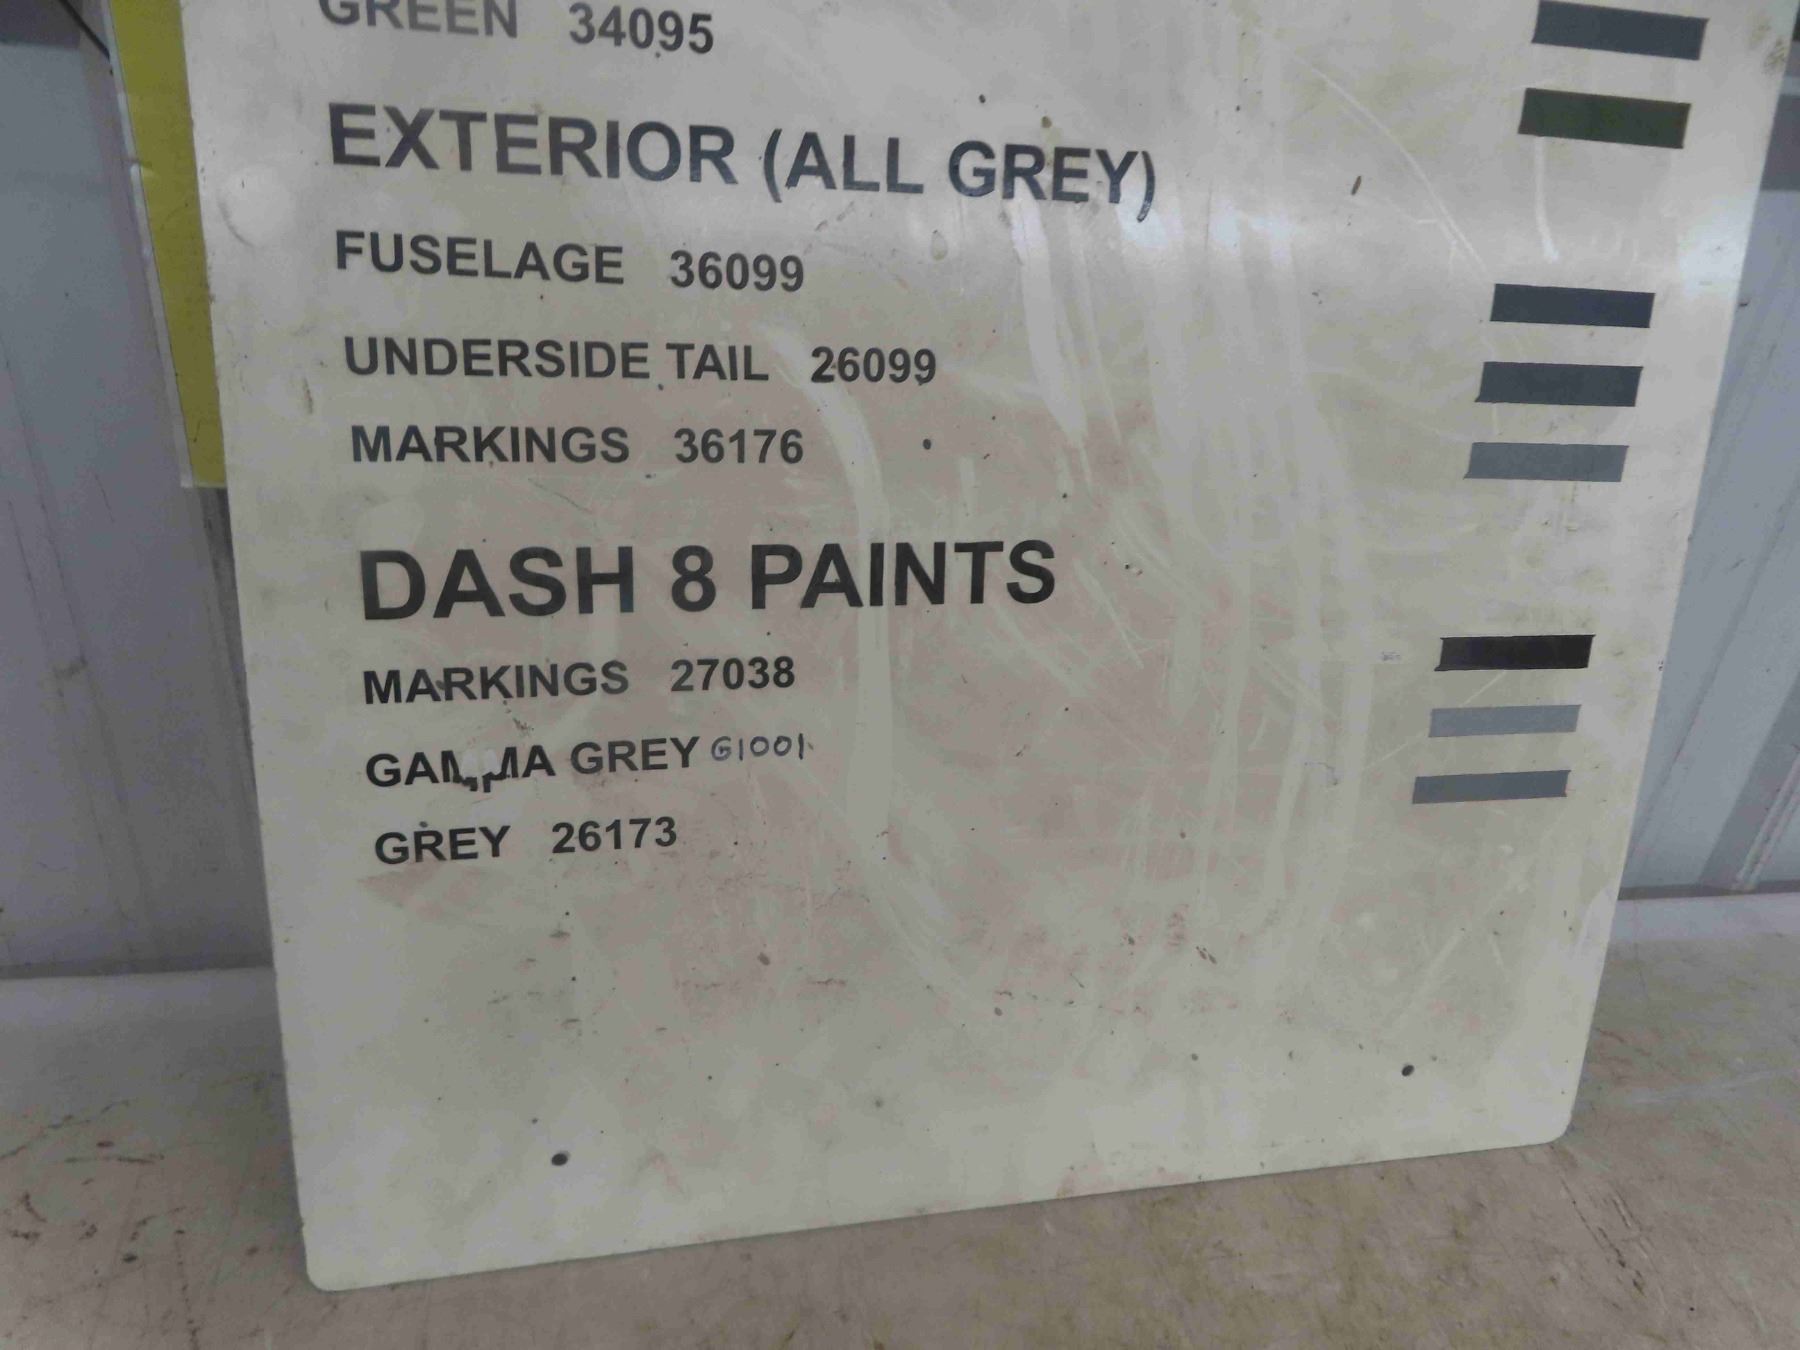 GREEN 34095
EXTERIOR (ALL GREY)
FUSELAGE 36099
UNDERSIDE TAIL 26099
MARKINGS 36176
DASH 8 PAINTS
MARKINGS 27038
GAMMA GREY G1001
GREY 26173